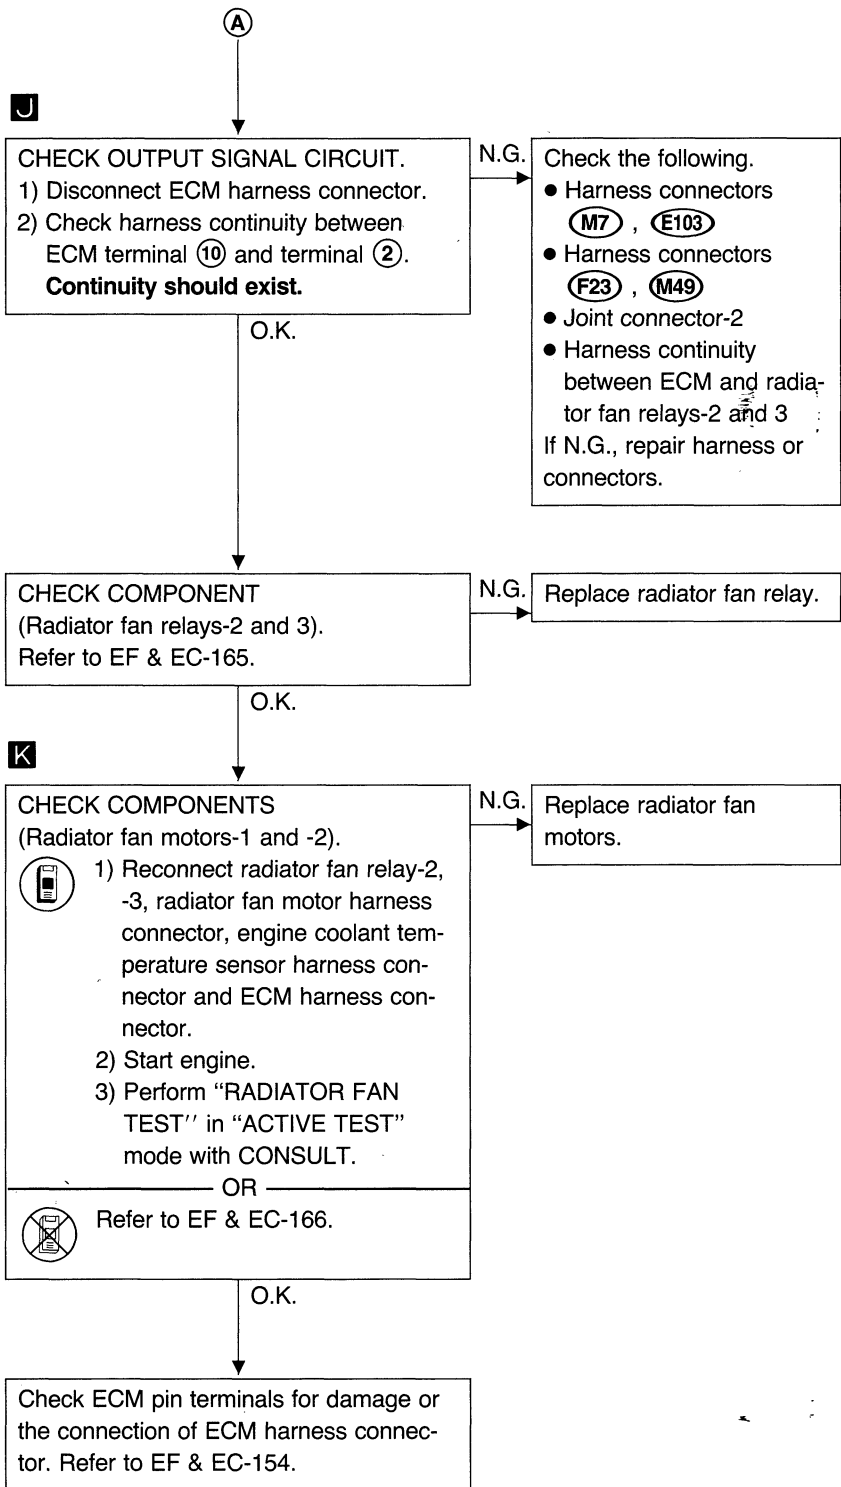 A
J
CHECK OUTPUT SIGNAL CIRCUIT.
1) Disconnect ECM harness connector.
2) Check harness continuity between
ECM terminal 10 and terminal 2.
Continuity should exist.
N.G.
Check the following.
● Harness connectors
M7 , E103
● Harness connectors
F23 , M49
● Joint connector-2
● Harness continuity
between ECM and radia-
tor fan relays-2 and 3
If N.G., repair harness or
connectors.
O.K.
CHECK COMPONENT
(Radiator fan relays-2 and 3).
Refer to EF & EC-165.
N.G.
Replace radiator fan relay.
O.K.
K
CHECK COMPONENTS
(Radiator fan motors-1 and -2).
1) Reconnect radiator fan relay-2,
-3, radiator fan motor harness
connector, engine coolant tem-
perature sensor harness con-
nector and ECM harness con-
nector.
2) Start engine.
3) Perform “RADIATOR FAN
TEST′′ in “ACTIVE TEST”
mode with CONSULT.
OR
Refer to EF & EC-166.
N.G.
Replace radiator fan
motors.
O.K.
Check ECM pin terminals for damage or
the connection of ECM harness connec-
tor. Refer to EF & EC-154.